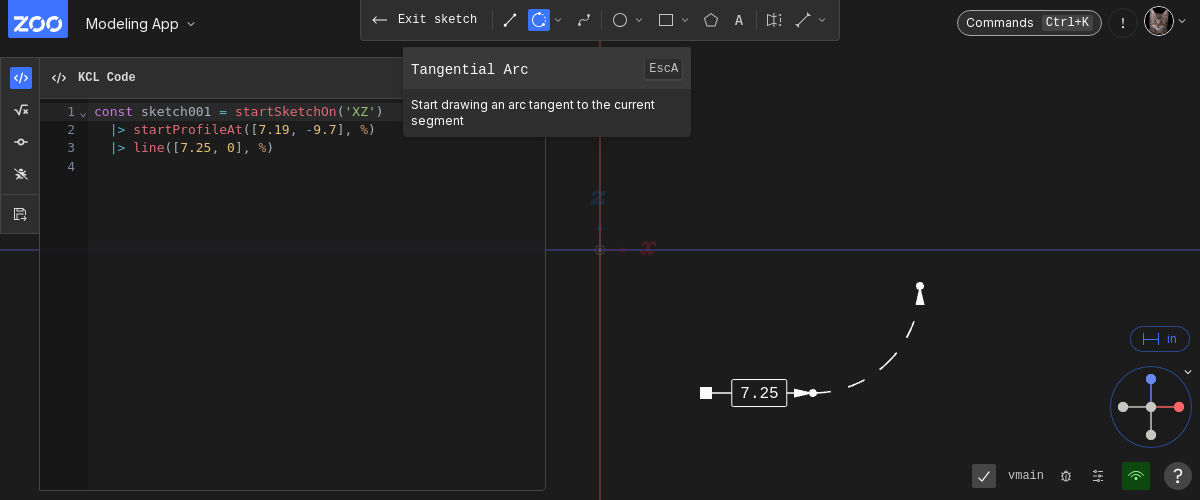 ZOO
Modeling App
Exit sketch
A
Commands Ctrl+K
!
Tangential Arc EscA
Start drawing an arc tangent to the current
segment
KCL Code
1 const sketch001 = startSketchOn('XZ')
2 |> startProfileAt([7.19, -9.7], %)
3 |> line([7.25, 0], %)
4
z
x
7.25
in
vmain
?